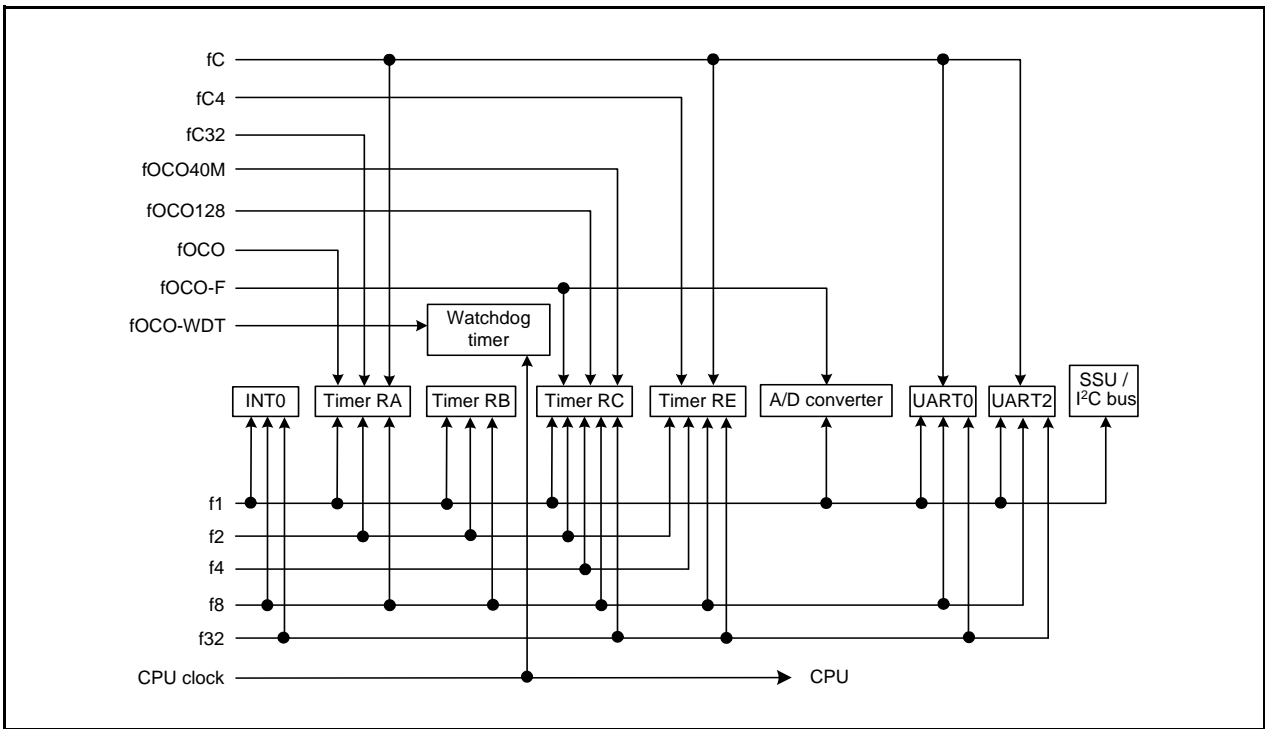 fC
fC4
fC32
fOCO40M
fOCO128
fOCO
fOCO-F
fOCO-WDT
Watchdog
timer
INT0
Timer RA
Timer RB
Timer RC
Timer RE
A/D converter
UART0
UART2
SSU /
I²C bus
f1
f2
f4
f8
f32
CPU clock
CPU